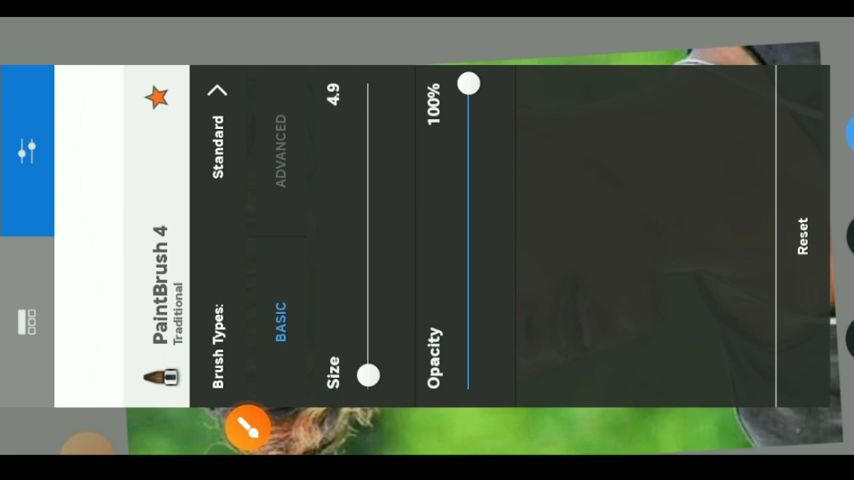 PaintBrush 4
Traditional
Brush Types: Standard
BASIC ADVANCED
Size 4.9
Opacity 100%
Reset